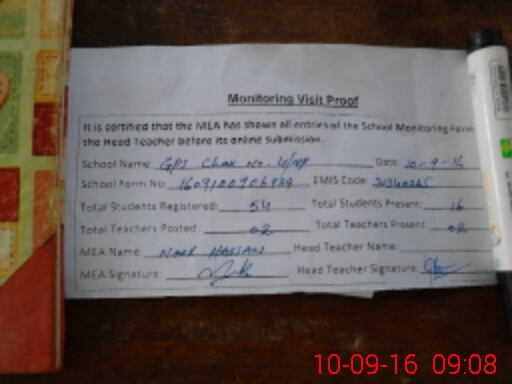 Monitoring Visit Proof
It is certified that the MEA has shown all entries of the School Monitoring Form
the Head Teacher before its online submission.
School Name: GPS Chak No. Date: 10-9-16
School Form No: EMIS Code:
Total Students Registered: 54 Total Students Present: 16
Total Teachers Posted: 02 Total Teachers Present: 02
MEA Name: NOOR HASSAN Head Teacher Name:
MEA Signature: Head Teacher Signature:
10-09-16 09:08